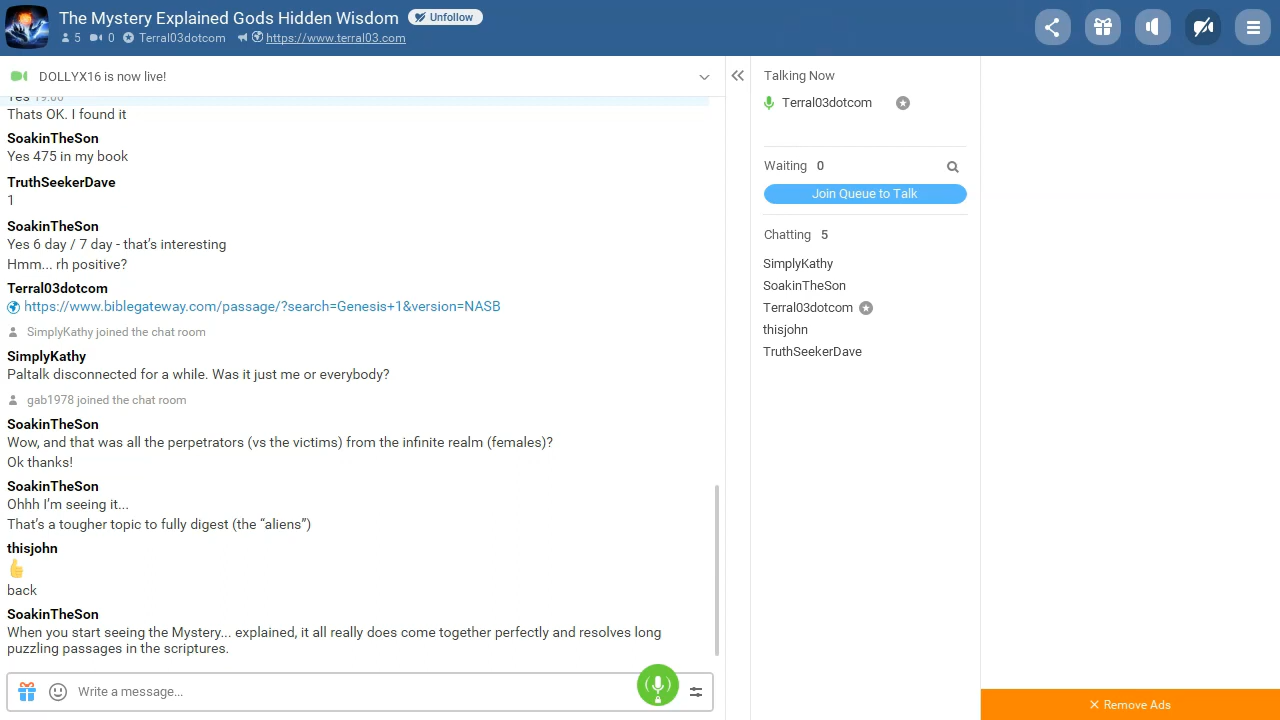 The Mystery Explained Gods Hidden Wisdom Unfollow
5 0 Terral03dotcom https://www.terral03.com
DOLLYX16 is now live!
Yes 19:00
Thats OK. I found it
SoakinTheSon
Yes 475 in my book
TruthSeekerDave
1
SoakinTheSon
Yes 6 day / 7 day - that's interesting
Hmm... rh positive?
Terral03dotcom
https://www.biblegateway.com/passage/?search=Genesis+1&version=NASB
SimplyKathy joined the chat room
SimplyKathy
Paltalk disconnected for a while. Was it just me or everybody?
gab1978 joined the chat room
SoakinTheSon
Wow, and that was all the perpetrators (vs the victims) from the infinite realm (females)?
Ok thanks!
SoakinTheSon
Ohhh I'm seeing it...
That's a tougher topic to fully digest (the “aliens”)
thisjohn
back
SoakinTheSon
When you start seeing the Mystery... explained, it all really does come together perfectly and resolves long
puzzling passages in the scriptures.
Write a message...
Talking Now
Terral03dotcom
Waiting 0
Join Queue to Talk
Chatting 5
SimplyKathy
SoakinTheSon
Terral03dotcom
thisjohn
TruthSeekerDave
Remove Ads